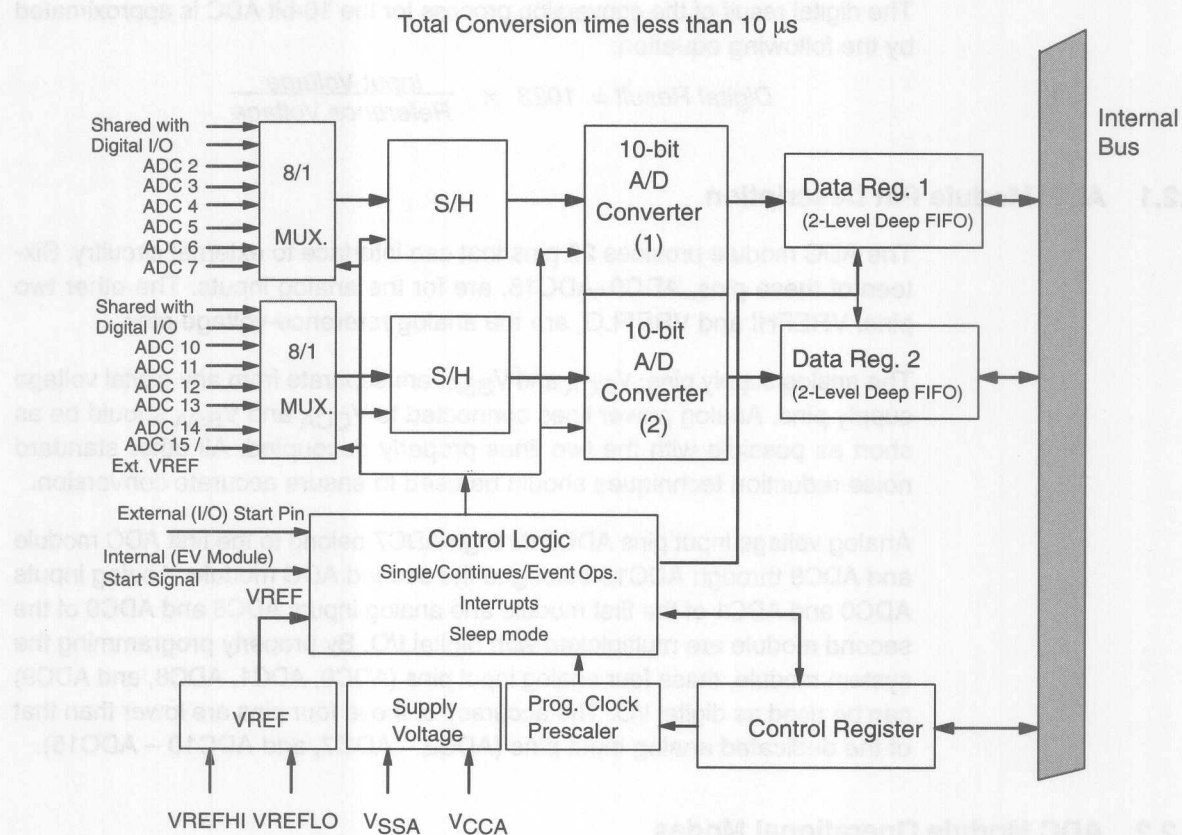 Total Conversion time less than 10 μs
Internal
Bus
Shared with
Digital I/O
ADC 2
ADC 3
ADC 4
ADC 5
ADC 6
ADC 7
8/1
MUX.
S/H
10-bit
A/D
Converter
(1)
Data Reg. 1
(2-Level Deep FIFO)
Shared with
Digital I/O
ADC 10
ADC 11
ADC 12
ADC 13
ADC 14
ADC 15 /
Ext. VREF
8/1
MUX.
S/H
10-bit
A/D
Converter
(2)
Data Reg. 2
(2-Level Deep FIFO)
External (I/O) Start Pin
Internal (EV Module)
Start Signal
VREF
Control Logic
Single/Continues/Event Ops.
Interrupts
Sleep mode
VREF
Supply
Voltage
Prog. Clock
Prescaler
Control Register
VREFHI VREFLO VSSA VCCA